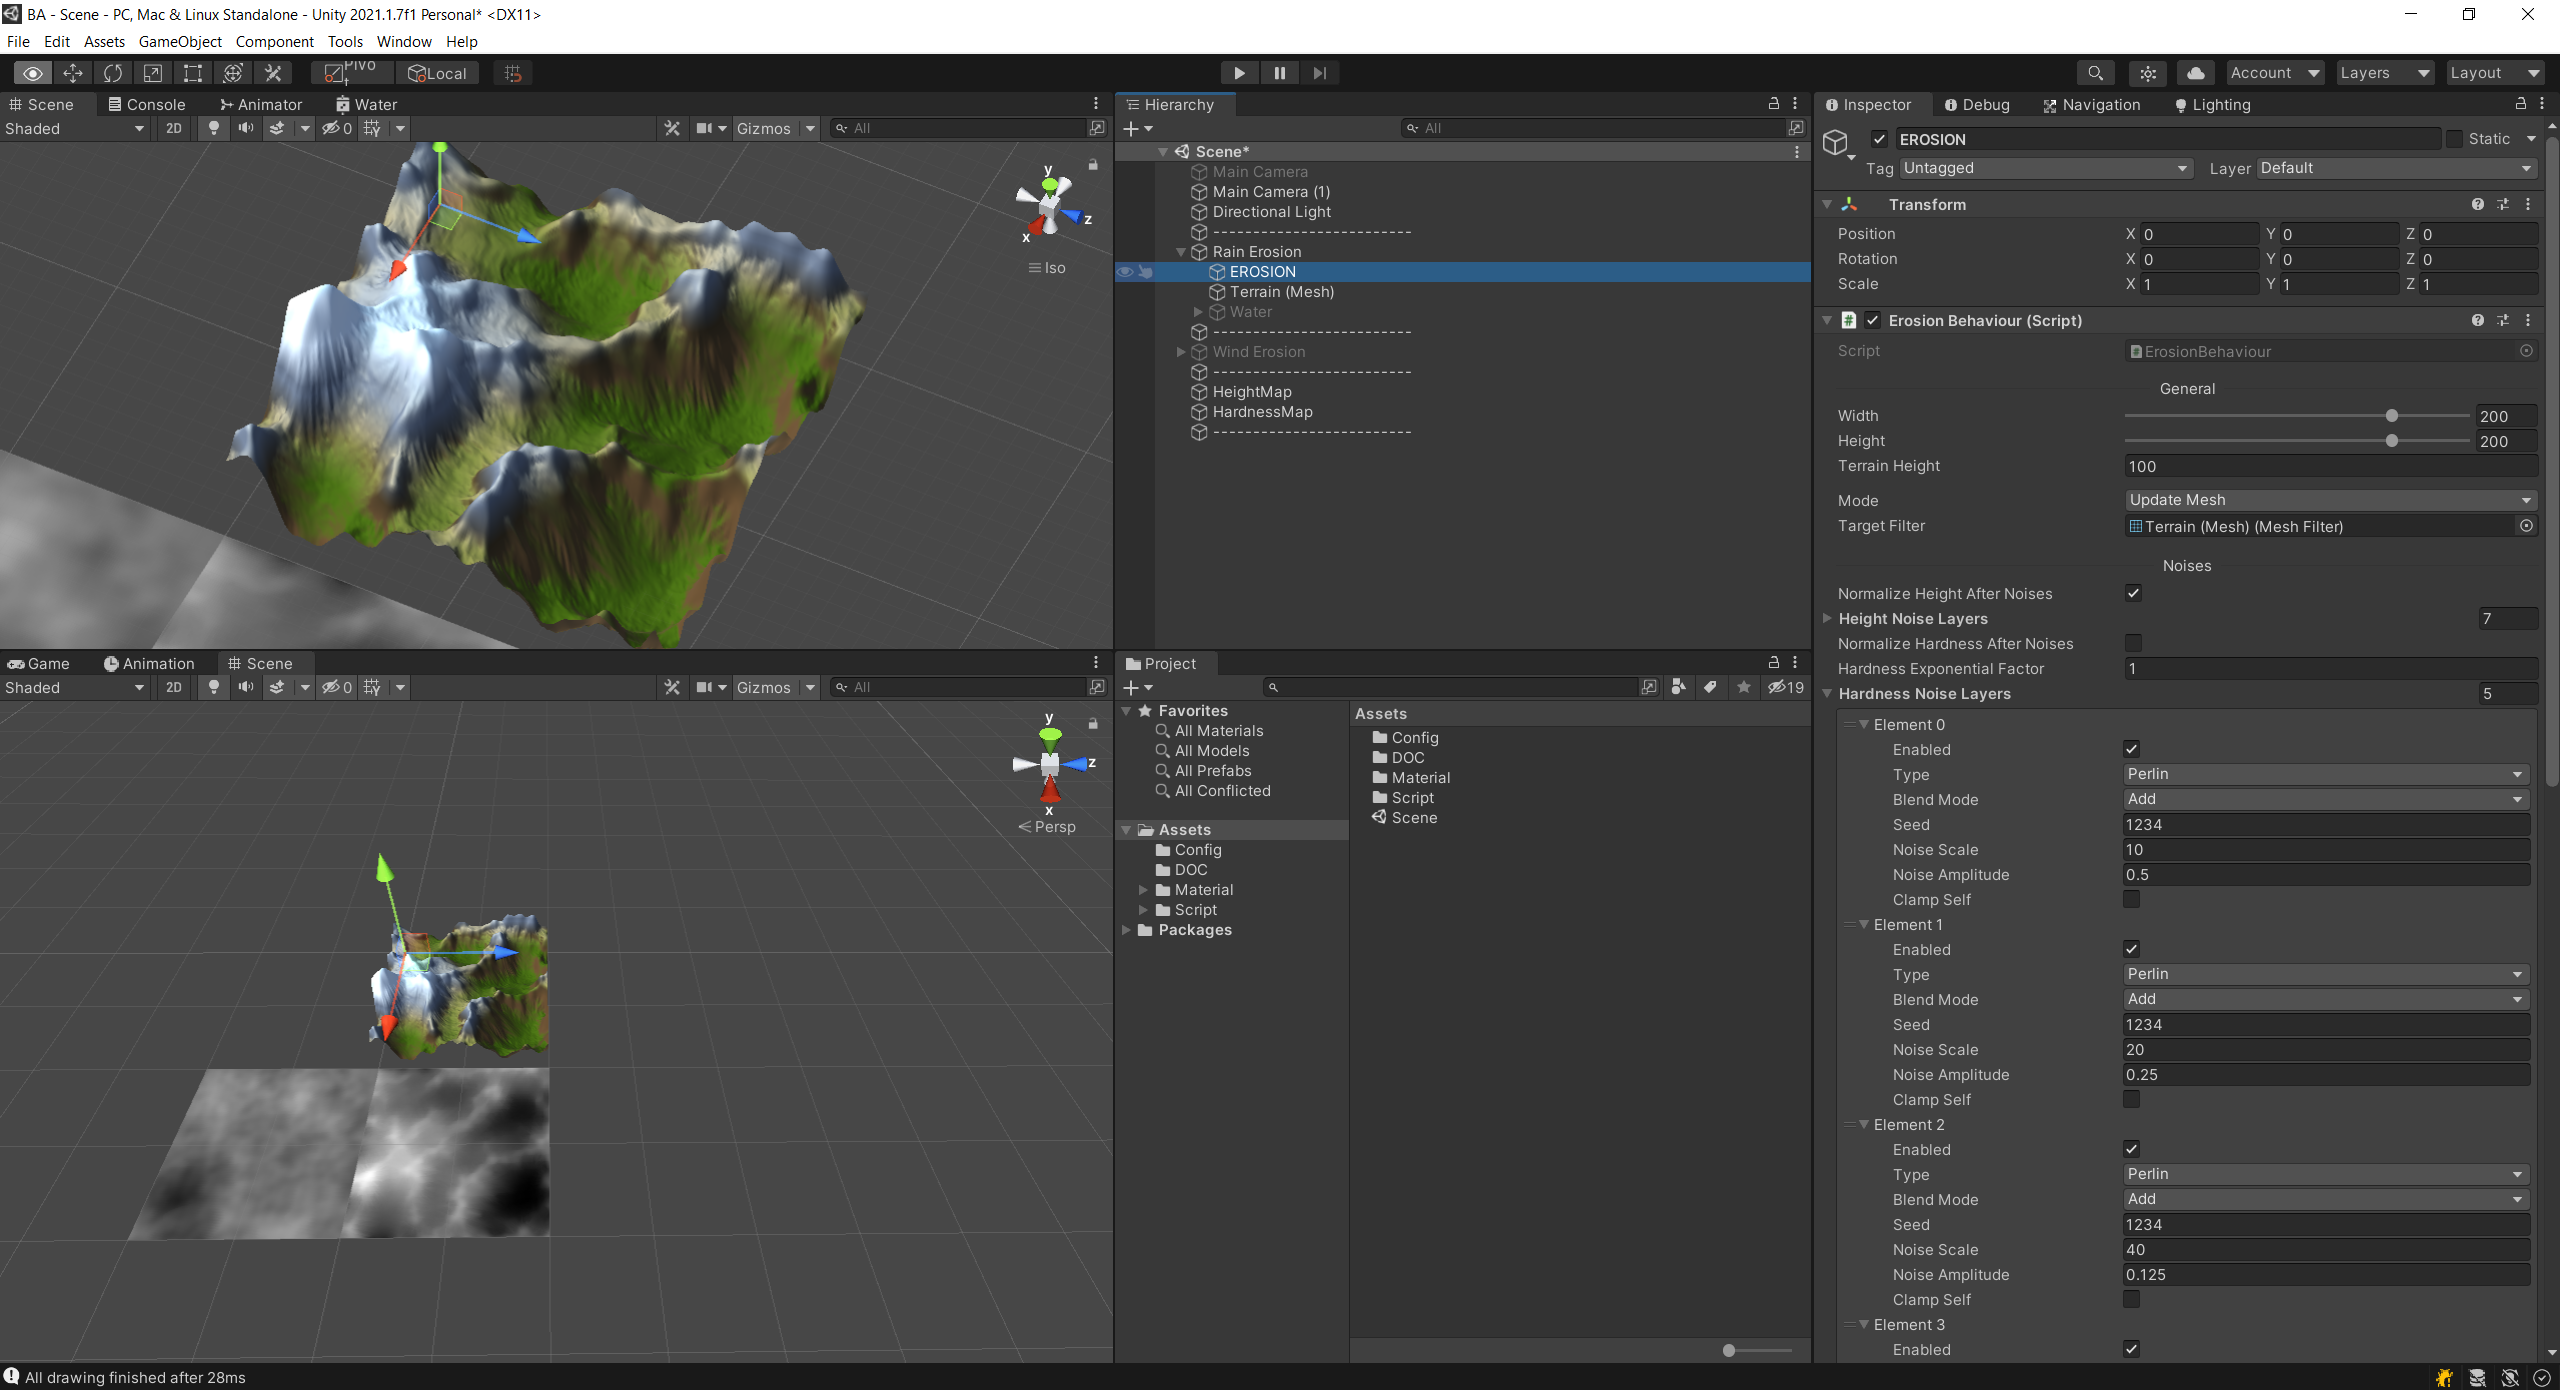 BA - Scene - PC, Mac & Linux Standalone - Unity 2021.1.7f1 Personal* <DX11>
File Edit Assets GameObject Component Tools Window Help
Pivot Local Account Layers Layout
Scene Console Animator Water
Shaded 2D 0 Gizmos All
y
z
x
Iso
Game Animation Scene
Shaded 2D 0 Gizmos All
y
z
x
Persp
Hierarchy
All
Scene*
Main Camera
Main Camera (1)
Directional Light
-------------------------
Rain Erosion
EROSION
Terrain (Mesh)
Water
-------------------------
Wind Erosion
-------------------------
HeightMap
HardnessMap
-------------------------
Project
19
Favorites
All Materials
All Models
All Prefabs
All Conflicted
Assets
Config
DOC
Material
Script
Packages
Assets
Config
DOC
Material
Script
Scene
Inspector Debug Navigation Lighting
EROSION Static
Tag Untagged Layer Default
Transform
Position X 0 Y 0 Z 0
Rotation X 0 Y 0 Z 0
Scale X 1 Y 1 Z 1
# Erosion Behaviour (Script)
Script ErosionBehaviour
General
Width 200
Height 200
Terrain Height 100
Mode Update Mesh
Target Filter Terrain (Mesh) (Mesh Filter)
Noises
Normalize Height After Noises
Height Noise Layers 7
Normalize Hardness After Noises
Hardness Exponential Factor 1
Hardness Noise Layers 5
Element 0
Enabled
Type Perlin
Blend Mode Add
Seed 1234
Noise Scale 10
Noise Amplitude 0.5
Clamp Self
Element 1
Enabled
Type Perlin
Blend Mode Add
Seed 1234
Noise Scale 20
Noise Amplitude 0.25
Clamp Self
Element 2
Enabled
Type Perlin
Blend Mode Add
Seed 1234
Noise Scale 40
Noise Amplitude 0.125
Clamp Self
Element 3
Enabled
All drawing finished after 28ms